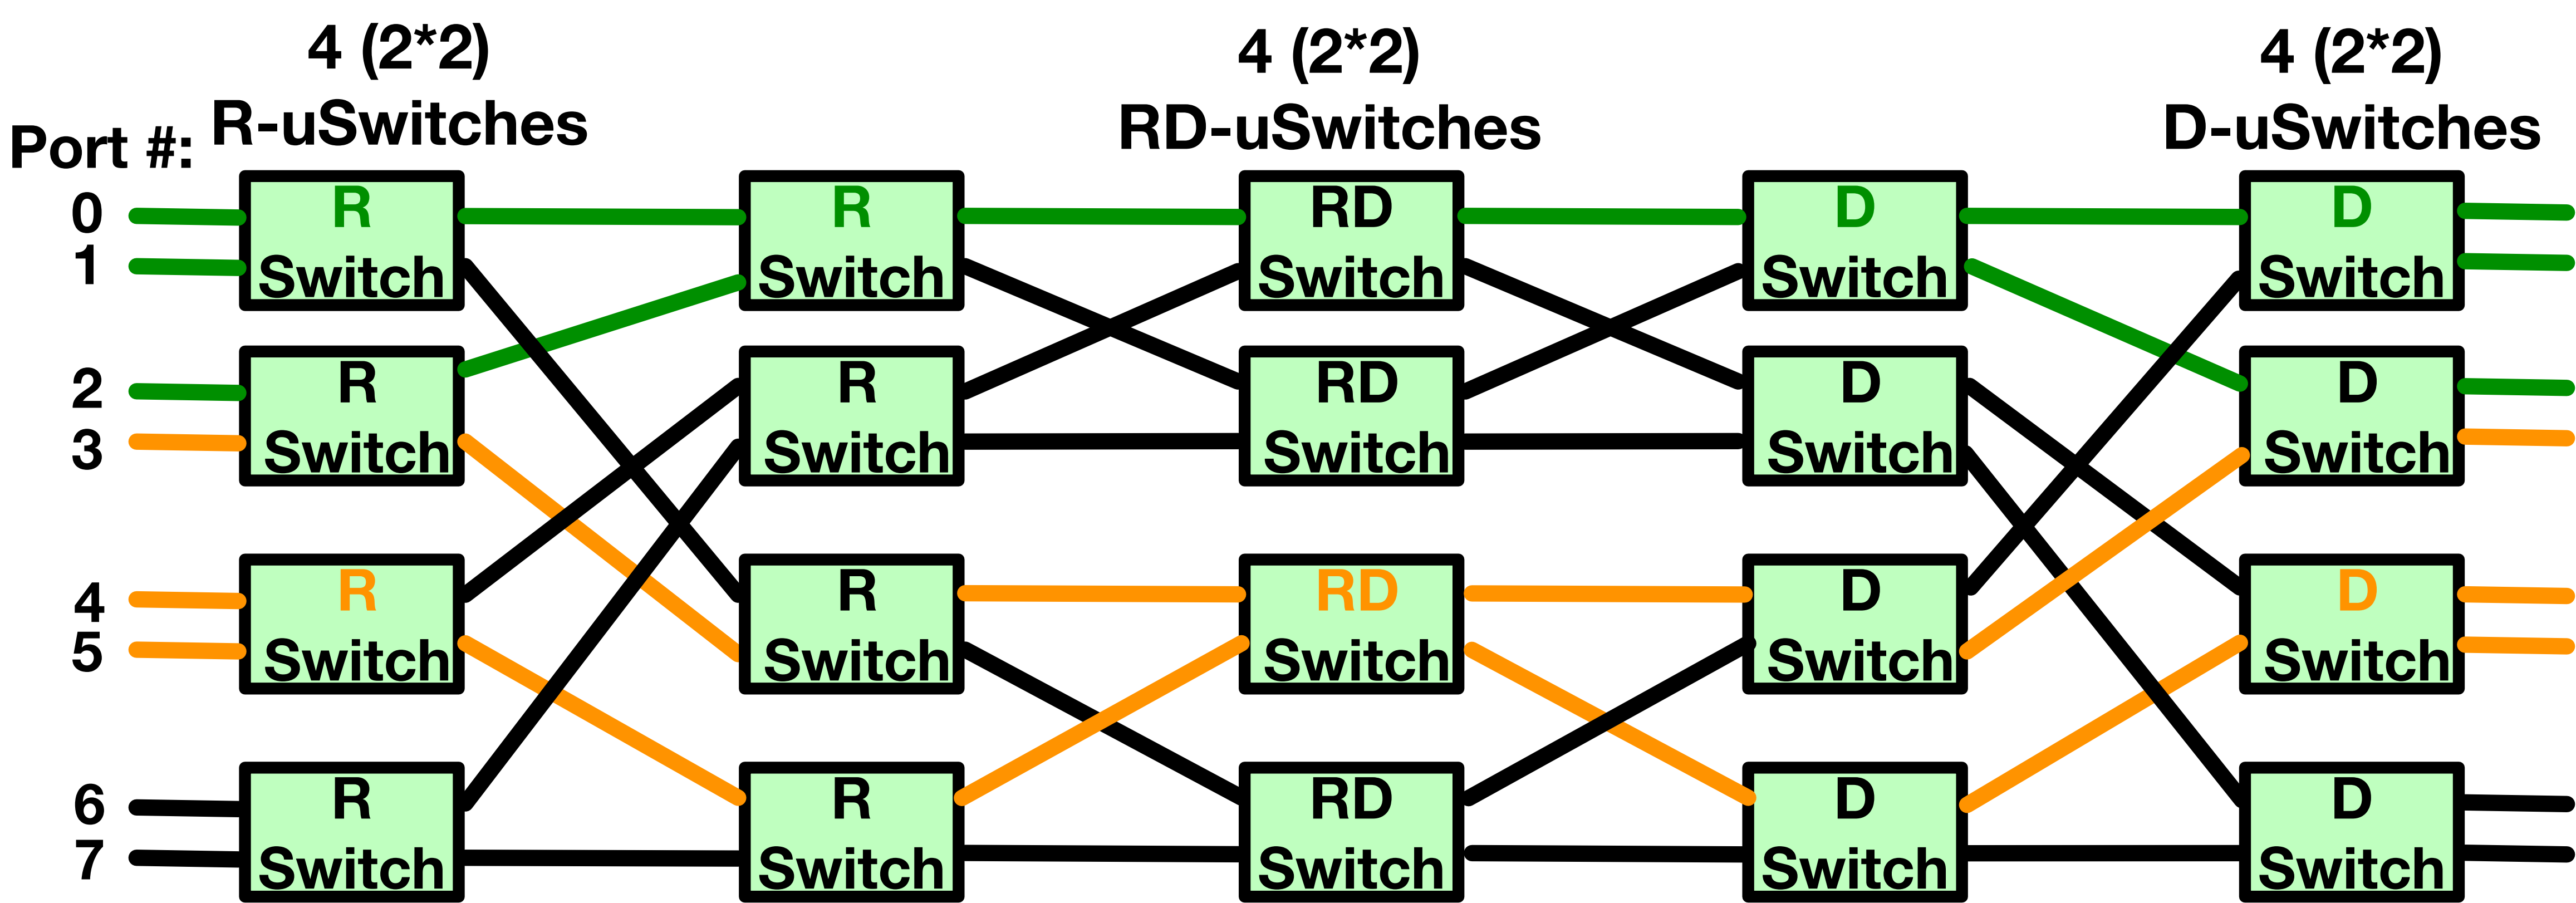 4 (2*2)
R-uSwitches
4 (2*2)
RD-uSwitches
4 (2*2)
D-uSwitches
Port #:
0
1
R
Switch
R
Switch
RD
Switch
D
Switch
D
Switch
2
3
R
Switch
R
Switch
RD
Switch
D
Switch
D
Switch
4
5
R
Switch
R
Switch
RD
Switch
D
Switch
D
Switch
6
7
R
Switch
R
Switch
RD
Switch
D
Switch
D
Switch